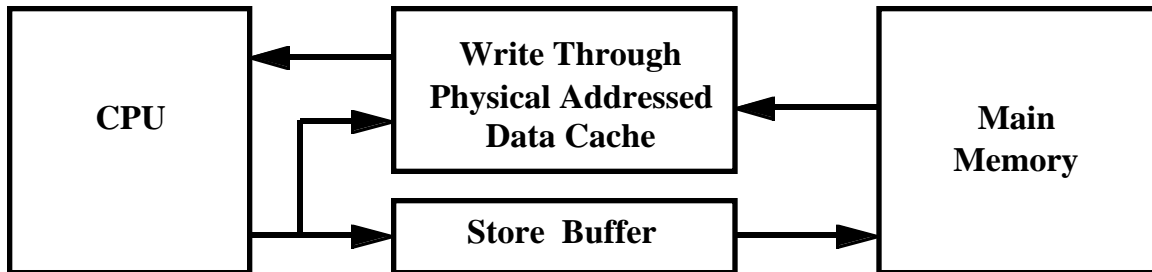 CPU
Write Through
Physical Addressed
Data Cache
Main
Memory
Store Buffer